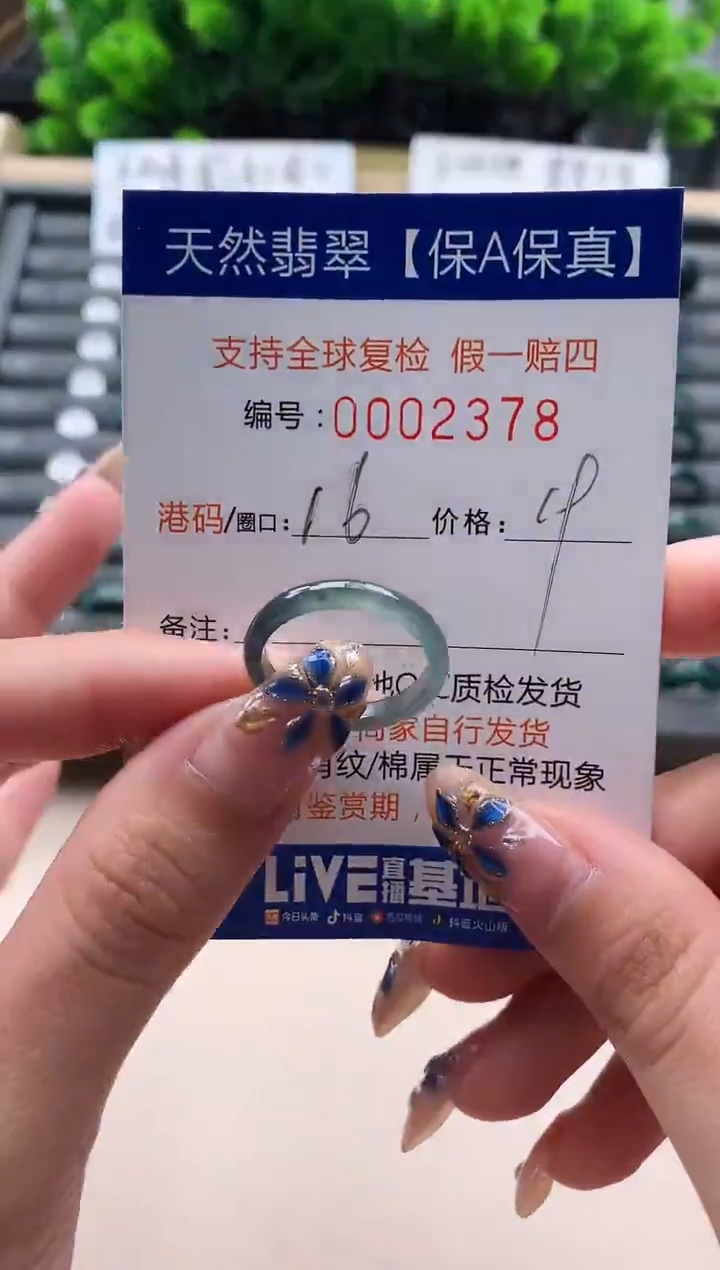 天然翡翠【保A保真】
支持全球复检 假一赔四
编号:0002378
港码/圈口:16 价格:
备注:
质检发货
商家自行发货
纹/棉属于正常现象
鉴赏期,
LiVE直播基地
今日头条 抖音 西瓜视频 抖音火山版